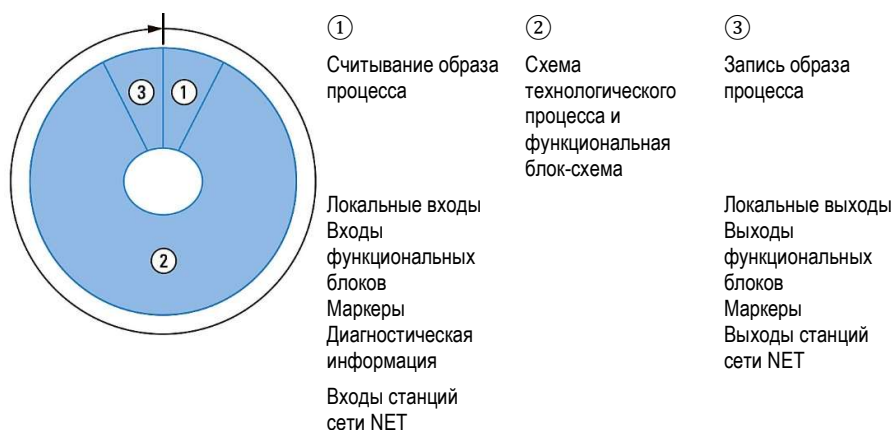 ③ ①
②
①
Считывание образа
процесса
Локальные входы
Входы
функциональных
блоков
Маркеры
Диагностическая
информация
Входы станций
сети NET
②
Схема
технологического
процесса и
функциональная
блок-схема
③
Запись образа
процесса
Локальные выходы
Выходы
функциональных
блоков
Маркеры
Выходы станций
сети NET